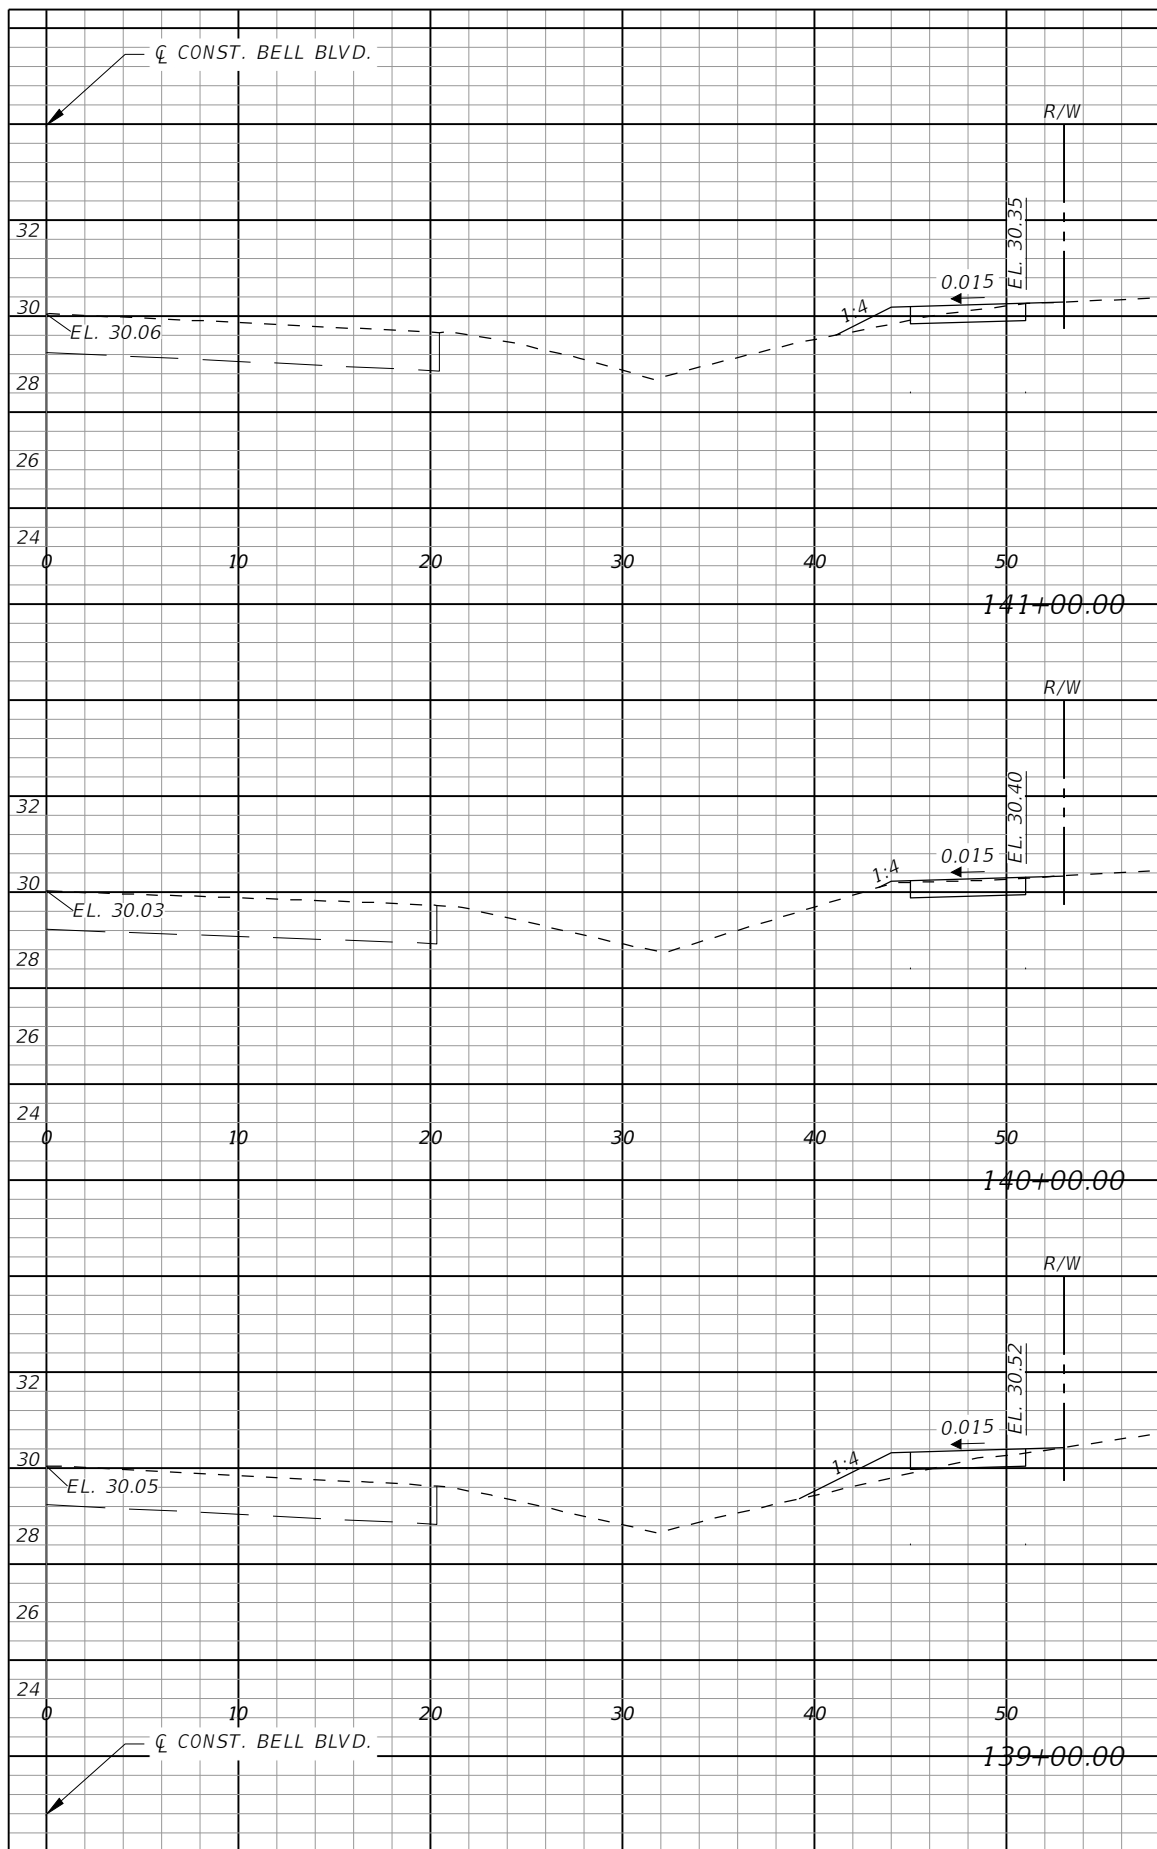 ℄ CONST. BELL BLVD.
R/W
32
EL. 30.35
0.015
1:4
30
EL. 30.06
28
26
24
0 10 20 30 40 50
141+00.00
R/W
32
EL. 30.40
0.015
1:4
30
EL. 30.03
28
26
24
0 10 20 30 40 50
140+00.00
R/W
32
EL. 30.52
0.015
1:4
30
EL. 30.05
28
26
24
0 10 20 30 40 50
℄ CONST. BELL BLVD.
139+00.00